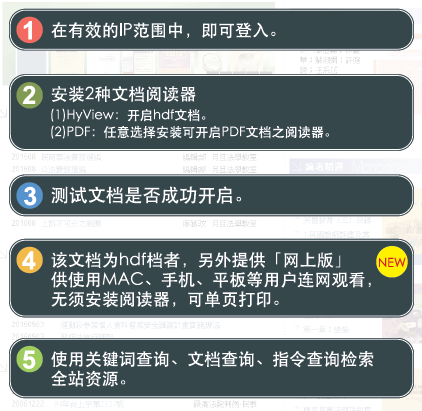 1 在有效的IP范围中，即可登入。
2 安装2种文档阅读器
(1)HyView：开启hdf文档。
(2)PDF：任意选择安装可开启PDF文档之阅读器。
3 测试文档是否成功开启。
4 该文档为hdf档者，另外提供「网上版」
NEW
供使用MAC、手机、平板等用户连网观看，
无须安装阅读器，可单页打印。
5 使用关键词查询、文档查询、指令查询检索
全站资源。